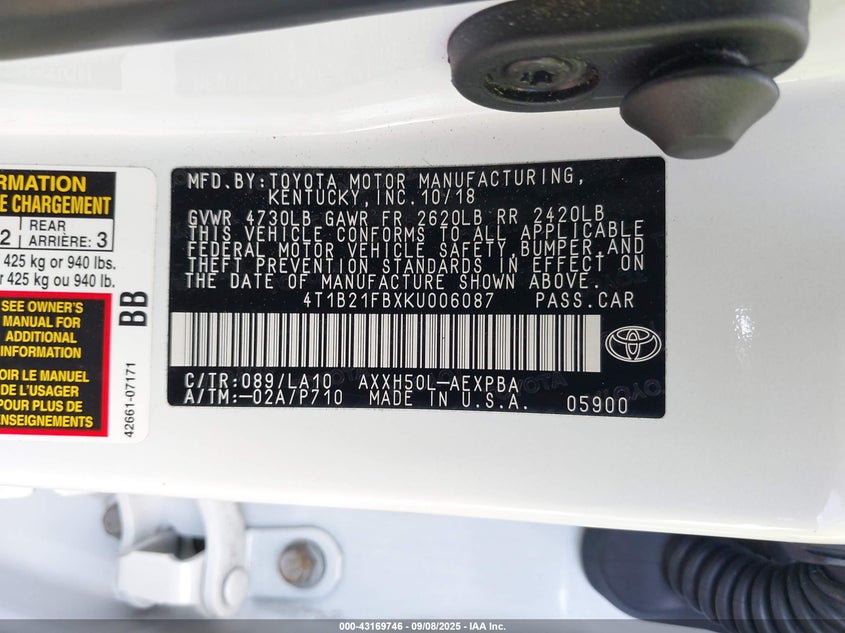 RMATION
E CHARGEMENT
2 REAR
ARRIÈRE: 3
425 kg or 940 lbs.
r 425 kg ou 940 lb.
SEE OWNER'S
MANUAL FOR
ADDITIONAL
INFORMATION
OIR LE MANUEL
DE L'USAGER
POUR PLUS DE
ENSEIGNEMENTS
BB
42661-07171
MFD.BY:TOYOTA MOTOR MANUFACTURING,
KENTUCKY,INC.10/18
GVWR 4730LB GAWR FR 2620LB RR 2420LB
THIS VEHICLE CONFORMS TO ALL APPLICABLE
FEDERAL MOTOR VEHICLE SAFETY,BUMPER,AND
THEFT PREVENTION STANDARDS IN EFFECT ON
THE DATE OF MANUFACTURE SHOWN ABOVE.
4T1B21FBXKU006087 PASS.CAR
C/TR:089/LA10 AXXH50L-AEXPBA
A/TM:-02A/P710 MADE IN U.S.A. 05900
000-43169746 - 09/08/2025 - IAA Inc.